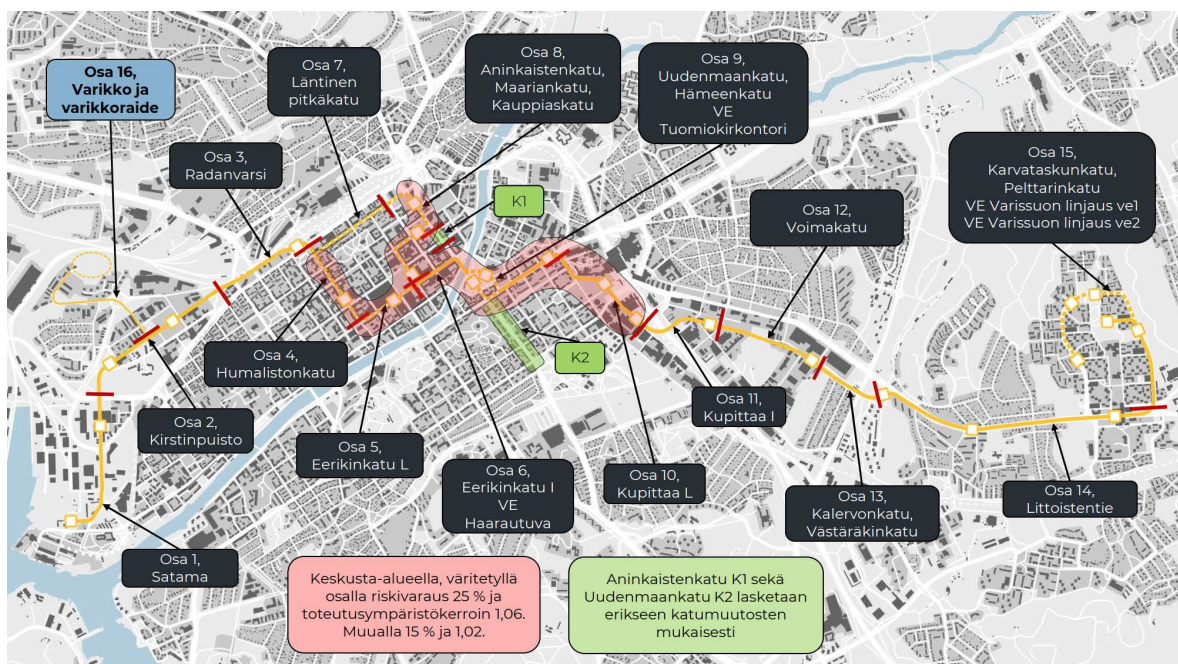 Osa 16,
Varikko ja
varikkoraide
Osa 7,
Läntinen
pitkäkatu
Osa 8,
Aninkaistenkatu,
Maariankatu,
Kauppiaskatu
Osa 9,
Uudenmaankatu,
Hämeenkatu
VE
Tuomiokirkontori
Osa 3,
Radanvarsi
K1
Osa 12,
Voimakatu
Osa 15,
Karvataskunkatu,
Pelttarinkatu
VE Varissuon linjaus ve1
VE Varissuon linjaus ve2
Osa 4,
Humalistonkatu
K2
Osa 2,
Kirstinpuisto
Osa 5,
Eerikinkatu L
Osa 6,
Eerikinkatu I
VE
Haarautuva
Osa 10,
Kupittaa L
Osa 11,
Kupittaa I
Osa 13,
Kalervonkatu,
Västäräkinkatu
Osa 14,
Littoistentie
Osa 1,
Satama
Keskusta-alueella, väritetyllä
osalla riskivaraus 25 % ja
toteutusympäristökerroin 1,06.
Muualla 15 % ja 1,02.
Aninkaistenkatu K1 sekä
Uudenmaankatu K2 lasketaan
erikseen katumuutosten
mukaisesti